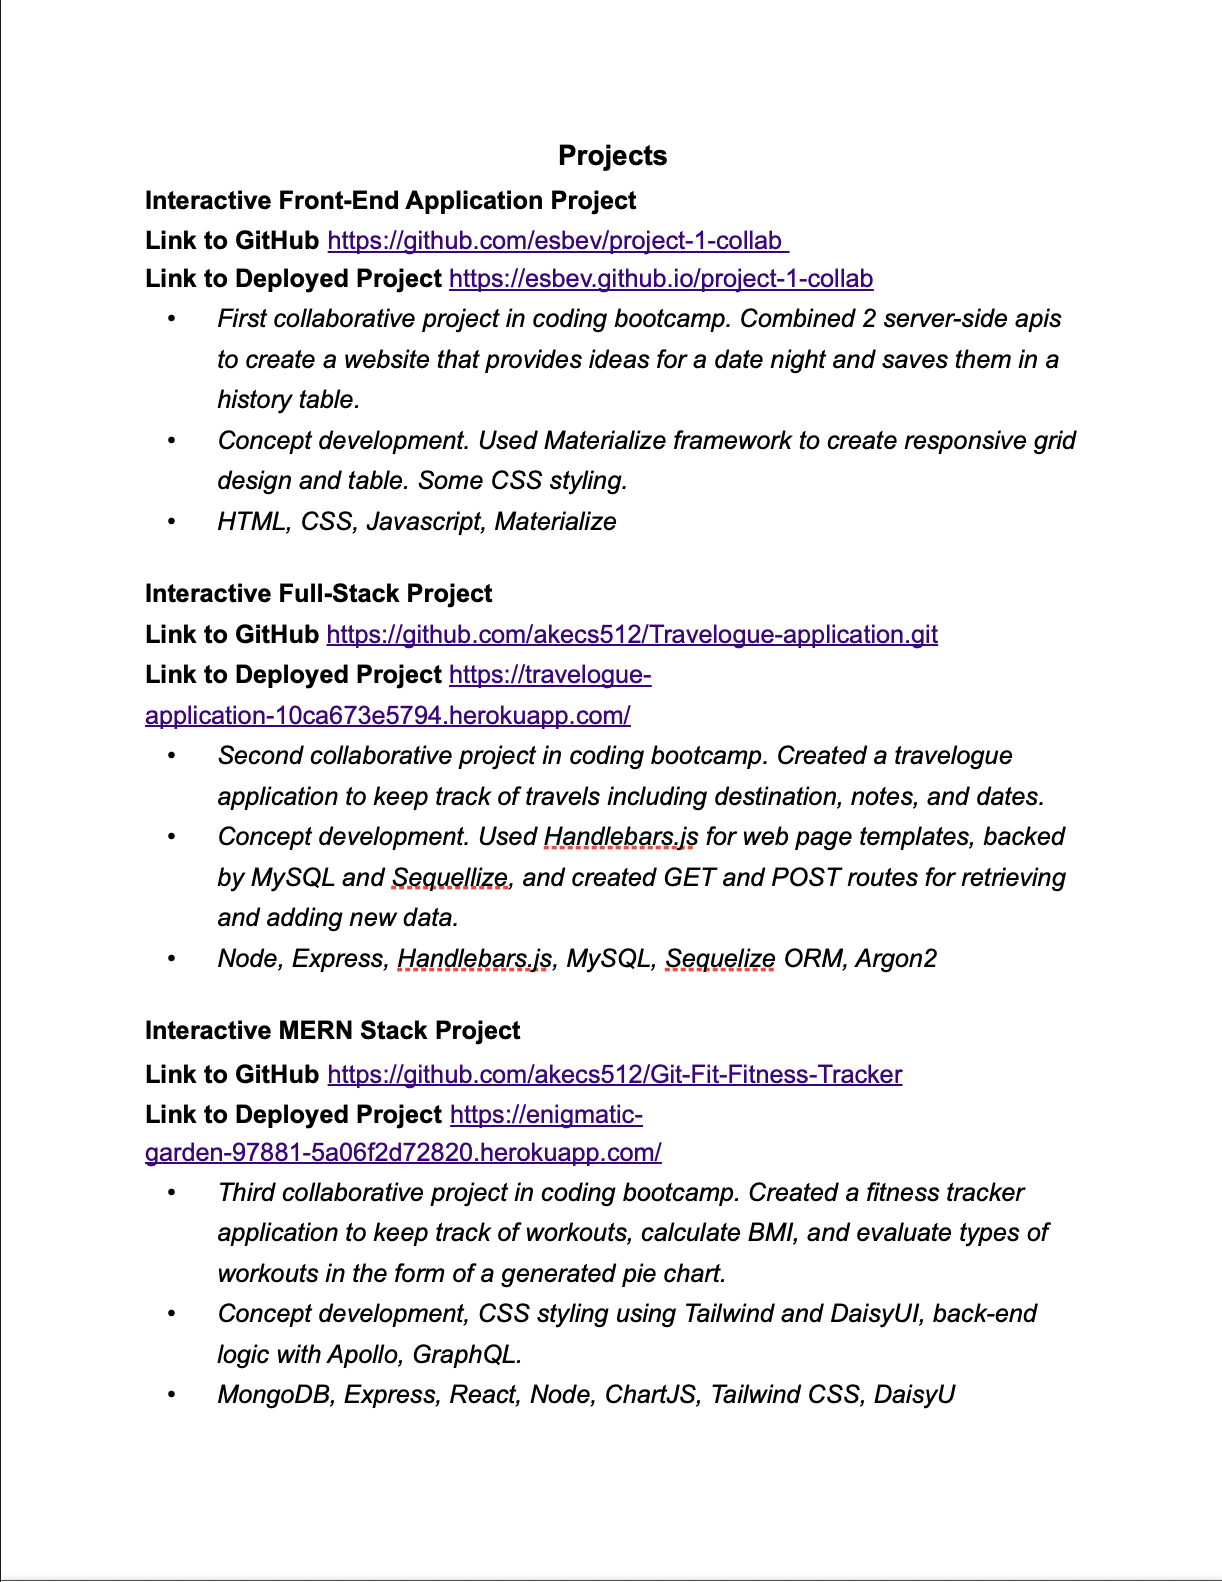 Projects
Interactive Front-End Application Project
Link to GitHub https://github.com/esbev/project-1-collab
Link to Deployed Project https://esbev.github.io/project-1-collab
• First collaborative project in coding bootcamp. Combined 2 server-side apis
to create a website that provides ideas for a date night and saves them in a
history table.
• Concept development. Used Materialize framework to create responsive grid
design and table. Some CSS styling.
• HTML, CSS, Javascript, Materialize
Interactive Full-Stack Project
Link to GitHub https://github.com/akecs512/Travelogue-application.git
Link to Deployed Project https://travelogue-
application-10ca673e5794.herokuapp.com/
• Second collaborative project in coding bootcamp. Created a travelogue
application to keep track of travels including destination, notes, and dates.
• Concept development. Used Handlebars.js for web page templates, backed
by MySQL and Sequellize, and created GET and POST routes for retrieving
and adding new data.
• Node, Express, Handlebars.js, MySQL, Sequelize ORM, Argon2
Interactive MERN Stack Project
Link to GitHub https://github.com/akecs512/Git-Fit-Fitness-Tracker
Link to Deployed Project https://enigmatic-
garden-97881-5a06f2d72820.herokuapp.com/
• Third collaborative project in coding bootcamp. Created a fitness tracker
application to keep track of workouts, calculate BMI, and evaluate types of
workouts in the form of a generated pie chart.
• Concept development, CSS styling using Tailwind and DaisyUI, back-end
logic with Apollo, GraphQL.
• MongoDB, Express, React, Node, ChartJS, Tailwind CSS, DaisyU